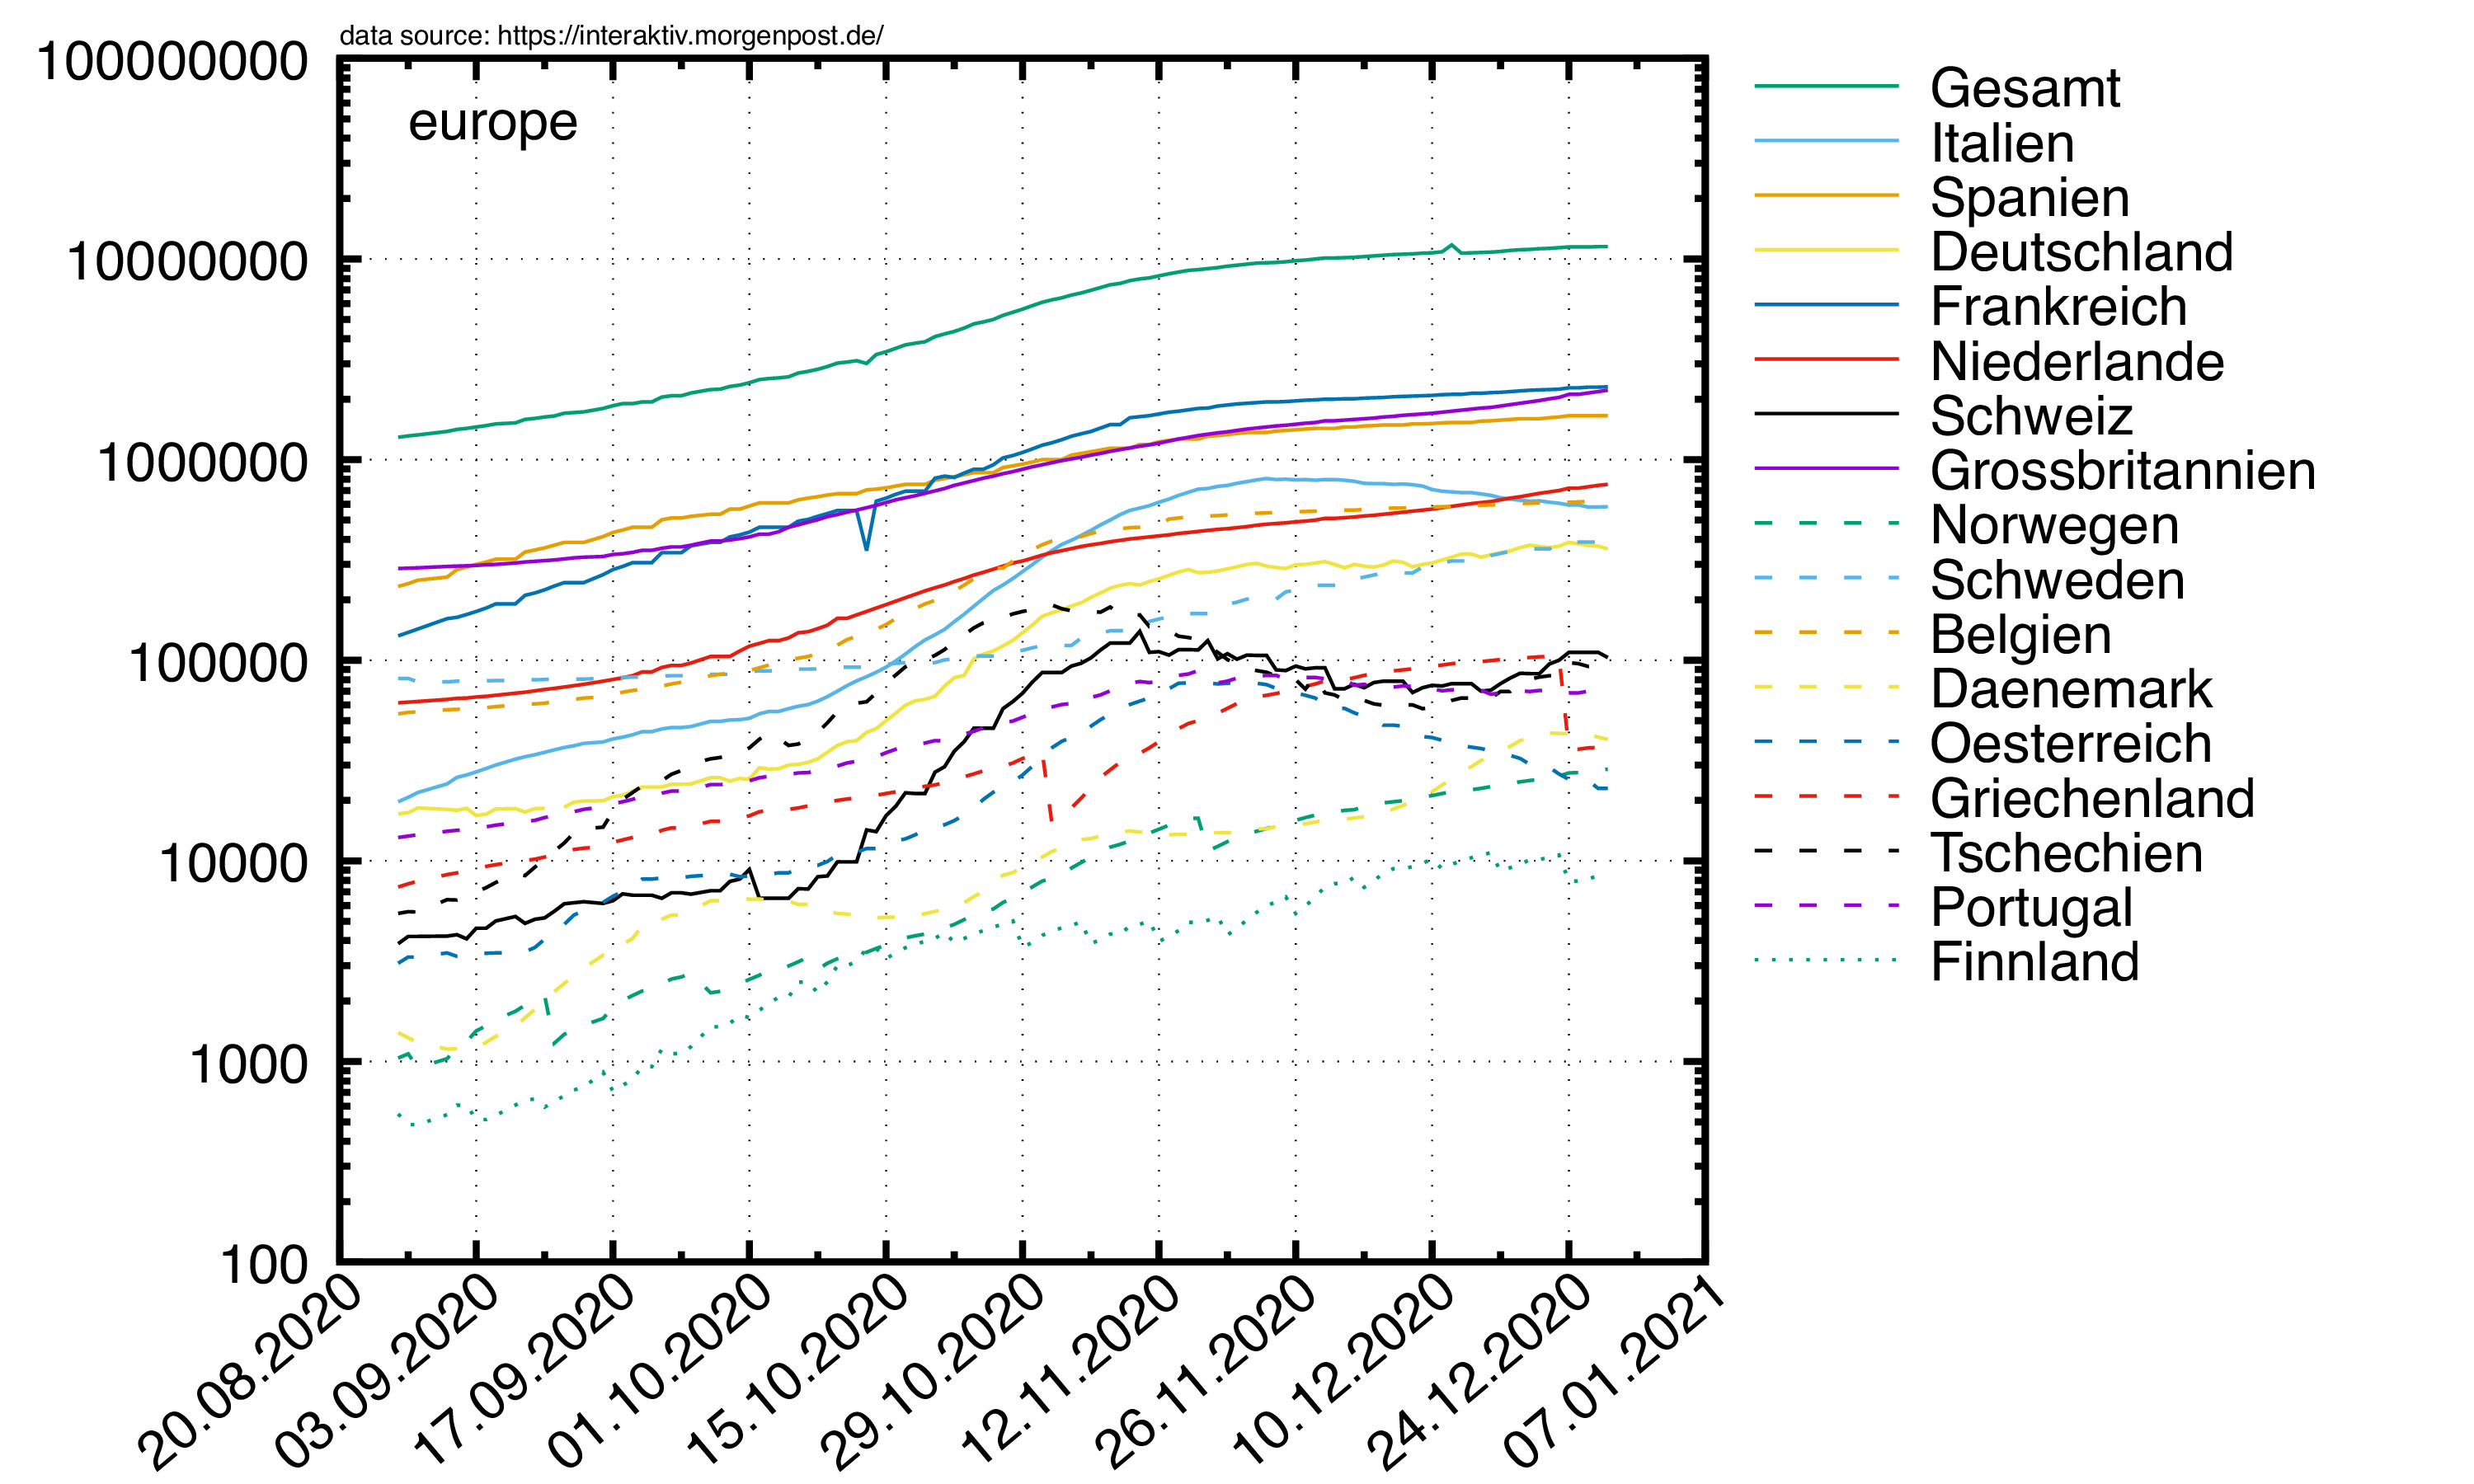 data source: https://interaktiv.morgenpost.de/
europe
100000000
10000000
1000000
100000
10000
1000
100
20.08.2020
03.09.2020
17.09.2020
01.10.2020
15.10.2020
29.10.2020
12.11.2020
26.11.2020
10.12.2020
24.12.2020
07.01.2021
Gesamt
Italien
Spanien
Deutschland
Frankreich
Niederlande
Schweiz
Grossbritannien
Norwegen
Schweden
Belgien
Daenemark
Oesterreich
Griechenland
Tschechien
Portugal
Finnland